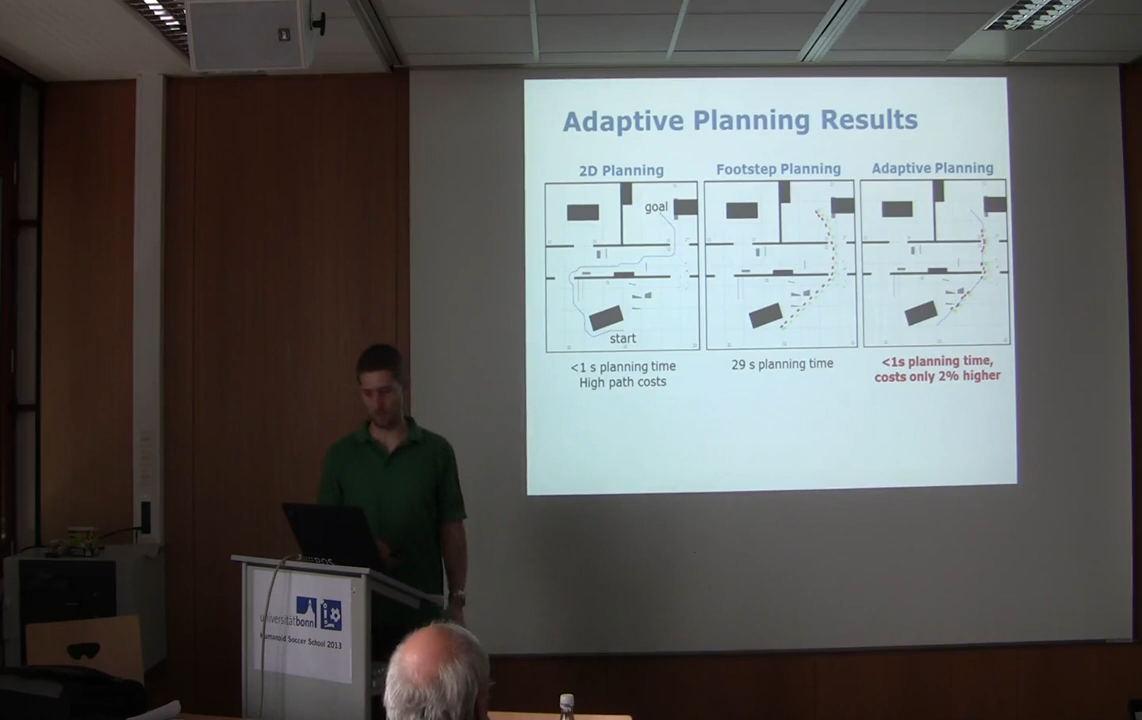 Adaptive Planning Results
2D Planning
Footstep Planning
Adaptive Planning
goal
start
<1 s planning time
High path costs
29 s planning time
<1s planning time,
costs only 2% higher
universitätbonn
Humanoid Soccer School 2013